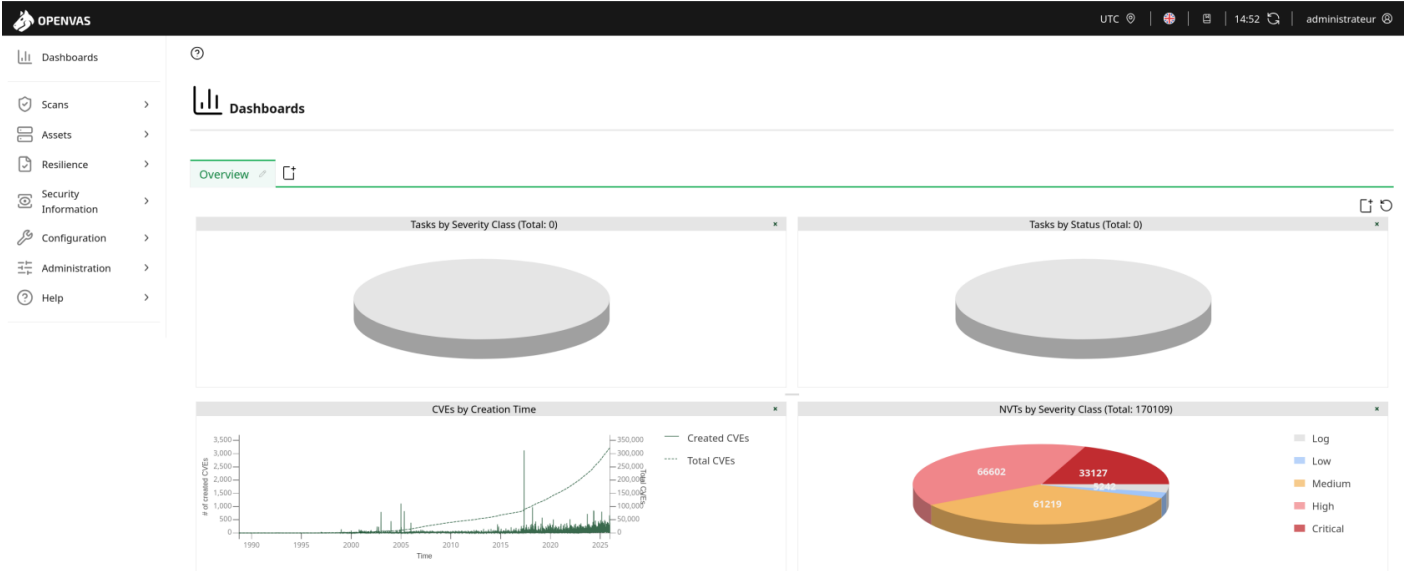 OPENVAS
UTC
14:52
administrateur
Dashboards
Scans
Assets
Resilience
Security
Information
Configuration
Administration
Help
Dashboards
Overview
Tasks by Severity Class (Total: 0) ×
Tasks by Status (Total: 0) ×
CVEs by Creation Time ×
3,500
3,000
2,500
2,000
1,500
1,000
500
0
# of created CVEs
1990 1995 2000 2005 2010 2015 2020 2025
Time
350,000
300,000
250,000
200,000
150,000
100,000
50,000
0
Total CVEs
Created CVEs
Total CVEs
NVTs by Severity Class (Total: 170109) ×
66602
33127
5242
61219
Log
Low
Medium
High
Critical